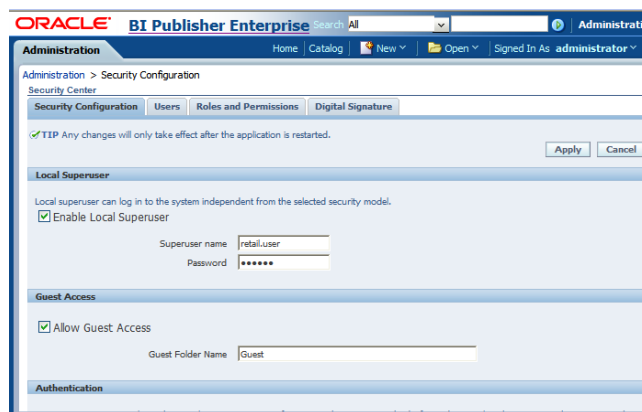 ORACLE BI Publisher Enterprise Search All Administrati
Administration Home Catalog New Open Signed In As administrator
Administration > Security Configuration
Security Center
Security Configuration Users Roles and Permissions Digital Signature
TIP Any changes will only take effect after the application is restarted.
Apply Cancel
Local Superuser
Local superuser can log in to the system independent from the selected security model.
Enable Local Superuser
Superuser name retail.user
Password ••••••
Guest Access
Allow Guest Access
Guest Folder Name Guest
Authentication